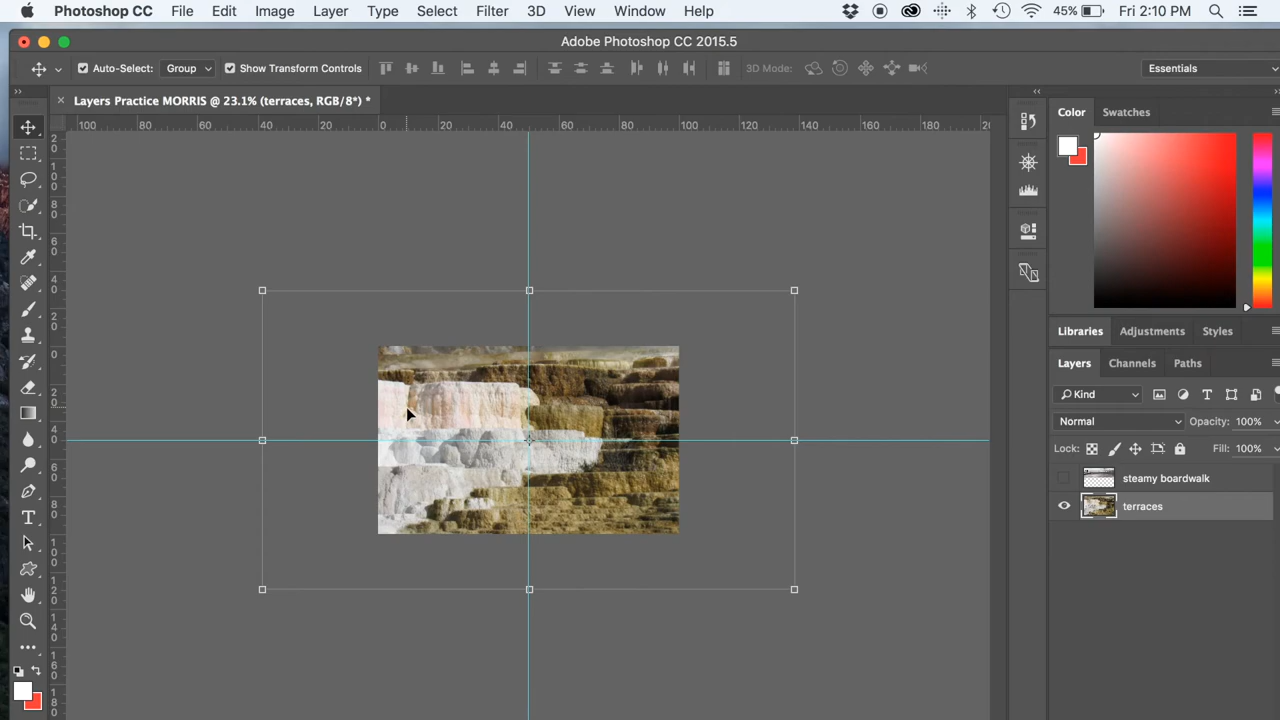 Photoshop CC File Edit Image Layer Type Select Filter 3D View Window Help 45% Fri 2:10 PM
Adobe Photoshop CC 2015.5
Auto-Select: Group Show Transform Controls 3D Mode: Essentials
Layers Practice MORRIS @ 23.1% (terraces, RGB/8*) *
100 80 60 40 20 0 20 40 60 80 100 120 140 160 180
Color Swatches
Libraries Adjustments Styles
Layers Channels Paths
Kind
Normal Opacity: 100%
Lock: Fill: 100%
steamy boardwalk
terraces